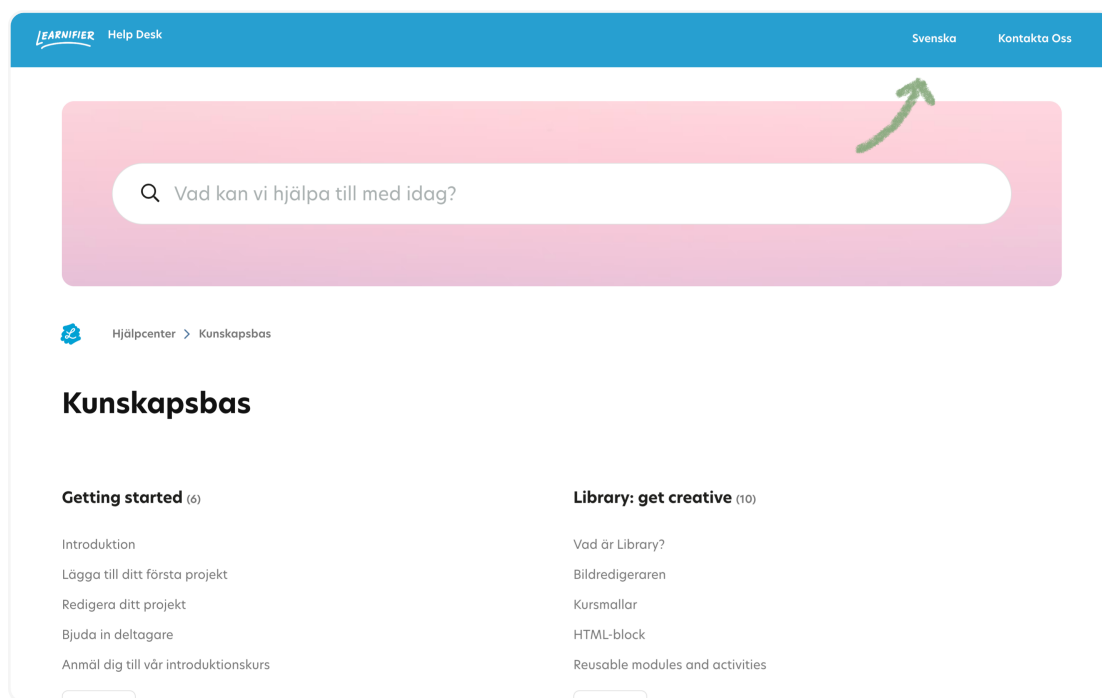 LEARNIFIER Help Desk Svenska Kontakta Oss
Vad kan vi hjälpa till med idag?
Hjälpcenter > Kunskapsbas
Kunskapsbas
Getting started (6)
Introduktion
Lägga till ditt första projekt
Redigera ditt projekt
Bjuda in deltagare
Anmäl dig till vår introduktionskurs
Library: get creative (10)
Vad är Library?
Bildredigeraren
Kursmallar
HTML-block
Reusable modules and activities